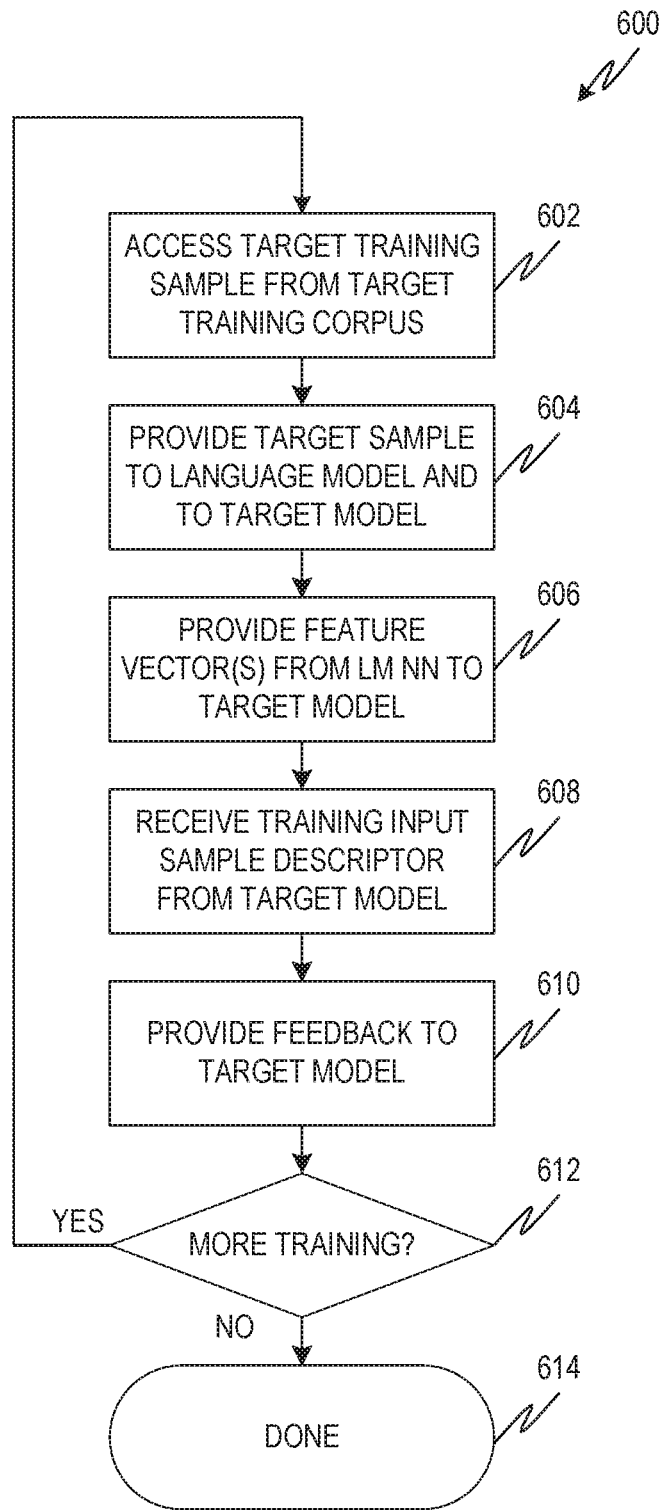 600
602
ACCESS TARGET TRAINING
SAMPLE FROM TARGET
TRAINING CORPUS
604
PROVIDE TARGET SAMPLE
TO LANGUAGE MODEL AND
TO TARGET MODEL
606
PROVIDE FEATURE
VECTOR(S) FROM LM NN TO
TARGET MODEL
608
RECEIVE TRAINING INPUT
SAMPLE DESCRIPTOR
FROM TARGET MODEL
610
PROVIDE FEEDBACK TO
TARGET MODEL
612
YES
MORE TRAINING?
NO
614
DONE